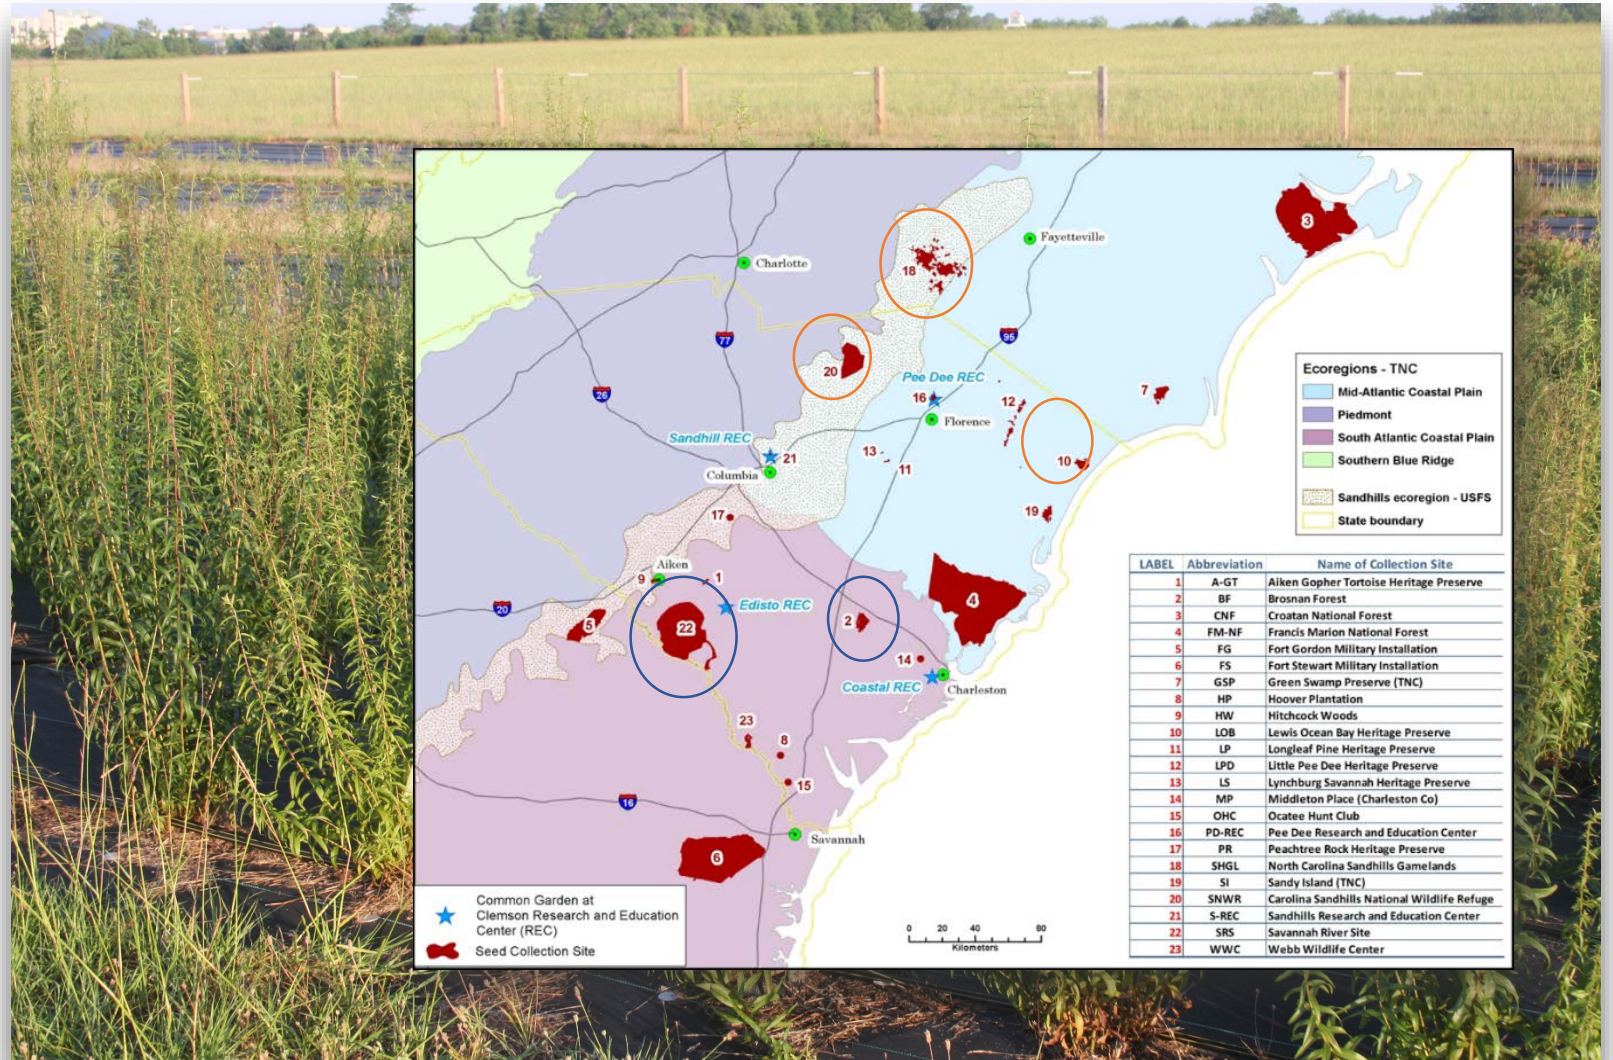 3
Fayetteville
Charlotte
18
77
95
20
Pee Dee REC
7
26
16
12
Florence
Sandhill REC
13
21
10
11
Columbia
17
19
Aiken
9
1
20
Edisto REC
4
5
22
2
14
Coastal REC
Charleston
23
8
15
16
Savannah
6
Ecoregions - TNC
Mid-Atlantic Coastal Plain
Piedmont
South Atlantic Coastal Plain
Southern Blue Ridge
Sandhills ecoregion - USFS
State boundary
LABEL Abbreviation Name of Collection Site
1 A-GT Aiken Gopher Tortoise Heritage Preserve
2 BF Brosnan Forest
3 CNF Croatan National Forest
4 FM-NF Francis Marion National Forest
5 FG Fort Gordon Military Installation
6 FS Fort Stewart Military Installation
7 GSP Green Swamp Preserve (TNC)
8 HP Hoover Plantation
9 HW Hitchcock Woods
10 LOB Lewis Ocean Bay Heritage Preserve
11 LP Longleaf Pine Heritage Preserve
12 LPD Little Pee Dee Heritage Preserve
13 LS Lynchburg Savannah Heritage Preserve
14 MP Middleton Place (Charleston Co)
15 OHC Ocatee Hunt Club
16 PD-REC Pee Dee Research and Education Center
17 PR Peachtree Rock Heritage Preserve
18 SHGL North Carolina Sandhills Gamelands
19 SI Sandy Island (TNC)
20 SNWR Carolina Sandhills National Wildlife Refuge
21 S-REC Sandhills Research and Education Center
22 SRS Savannah River Site
23 WWC Webb Wildlife Center
Common Garden at
Clemson Research and Education
Center (REC)
Seed Collection Site
0 20 40 80
Kilometers